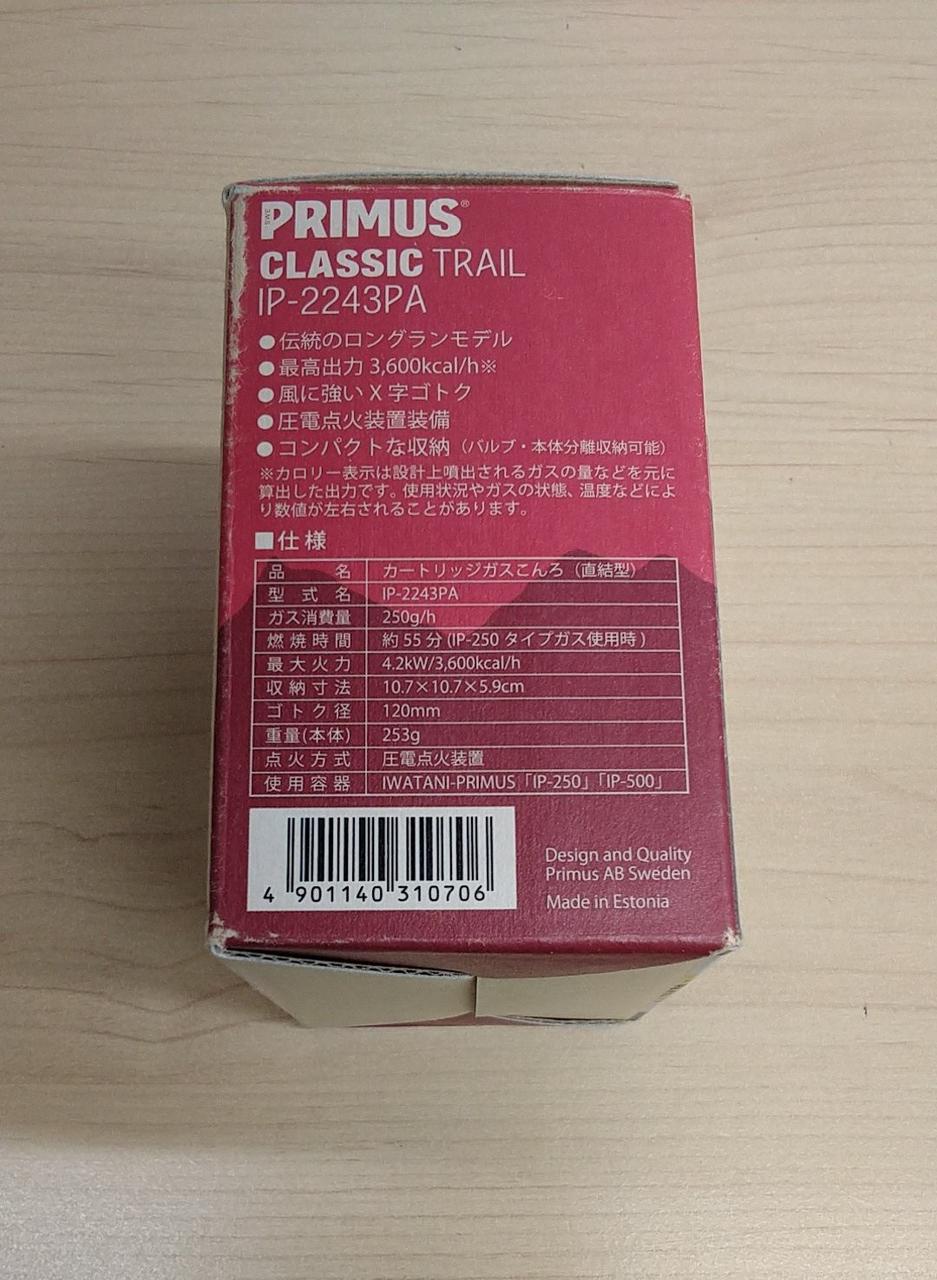 PRIMUS®
CLASSIC TRAIL
IP-2243PA
●伝統のロングランモデル
●最高出力 3,600kcal/h※
●風に強い X 字ゴトク
●圧電点火装置装備
●コンパクトな収納（バルブ・本体分離収納可能）
※カロリー表示は設計上噴出されるガスの量などを元に
算出した出力です。使用状況やガスの状態、温度などによ
り数値が左右されることがあります。
■仕様
品名 カートリッジガスこんろ（直結型）
型式名 IP-2243PA
ガス消費量 250g/h
燃焼時間 約 55 分 (IP-250 タイプガス使用時 )
最大火力 4.2kW/3,600kcal/h
収納寸法 10.7×10.7×5.9cm
ゴトク径 120mm
重量(本体) 253g
点火方式 圧電点火装置
使用容器 IWATANI-PRIMUS「IP-250」「IP-500」
4 901140 310706
Design and Quality
Primus AB Sweden
Made in Estonia